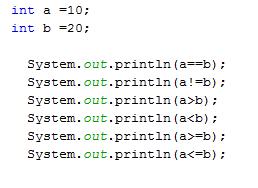 int a =10;
int b =20;
System.out.println(a==b);
System.out.println(a!=b);
System.out.println(a>b);
System.out.println(a<b);
System.out.println(a>=b);
System.out.println(a<=b);